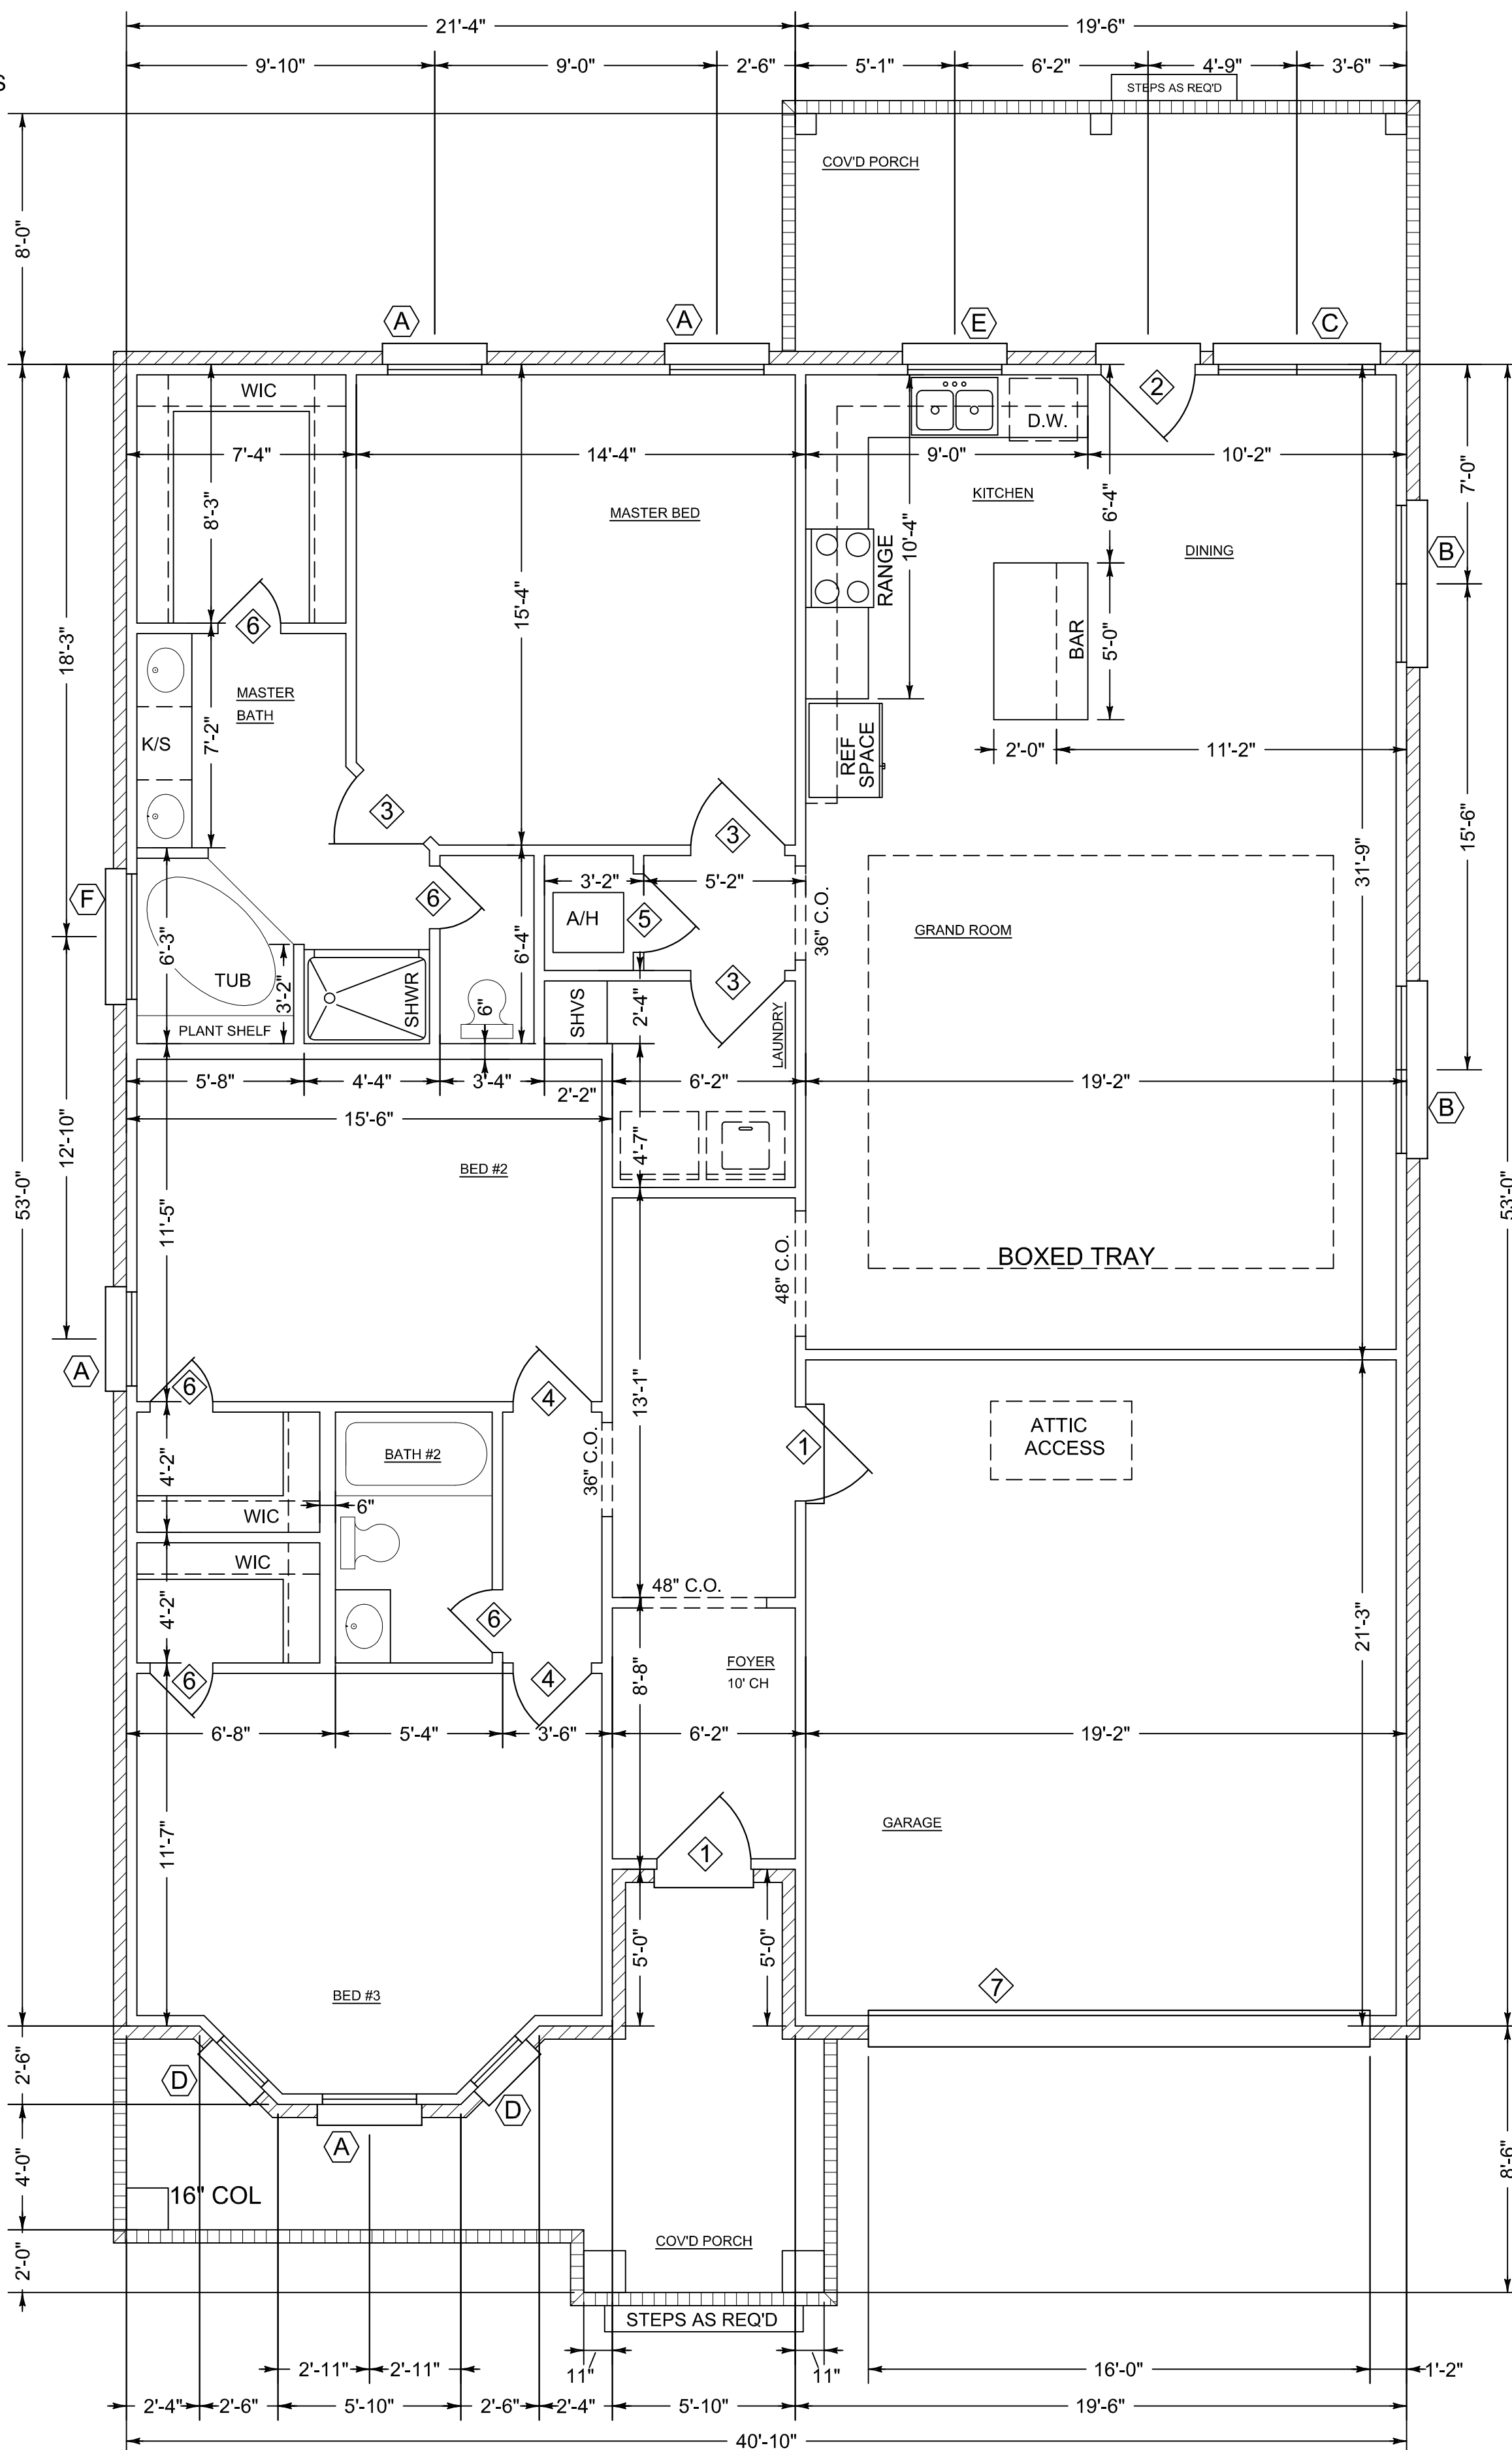 21'-4"
19'-6"
9'-10"
9'-0"
2'-6"
5'-1"
6'-2"
4'-9"
3'-6"
S
STEPS AS REQ'D
COV'D PORCH
8'-0"
A
A
E
C
WIC
2
D.W.
7'-4"
14'-4"
9'-0"
10'-2"
7'-0"
8'-3"
MASTER BED
KITCHEN
6'-4"
10'-4"
DINING
B
RANGE
15'-4"
6
BAR
5'-0"
18'-3"
MASTER
BATH
K/S
7'-2"
REF
SPACE
2'-0"
11'-2"
3
3
15'-6"
31'-9"
3'-2"
5'-2"
F
6
A/H
5
36" C.O.
GRAND ROOM
6'-3"
6'-4"
TUB
3'-2"
SHWR
6"
3
SHVS
2'-4"
LAUNDRY
PLANT SHELF
5'-8"
4'-4"
3'-4"
2'-2"
6'-2"
19'-2"
B
15'-6"
12'-10"
4'-7"
BED #2
53'-0"
53'-0"
11'-5"
48" C.O.
BOXED TRAY
A
6
4
13'-1"
ATTIC
ACCESS
BATH #2
1
36" C.O.
4'-2"
6"
WIC
WIC
48" C.O.
4'-2"
6
21'-3"
8'-8"
FOYER
10' CH
6
4
6'-8"
5'-4"
3'-6"
6'-2"
19'-2"
11'-7"
GARAGE
1
5'-0"
5'-0"
7
BED #3
2'-6"
D
D
A
4'-0"
8'-6"
16" COL
COV'D PORCH
2'-0"
STEPS AS REQ'D
2'-11"
2'-11"
11"
11"
16'-0"
1'-2"
2'-4"
2'-6"
5'-10"
2'-6"
2'-4"
5'-10"
19'-6"
40'-10"